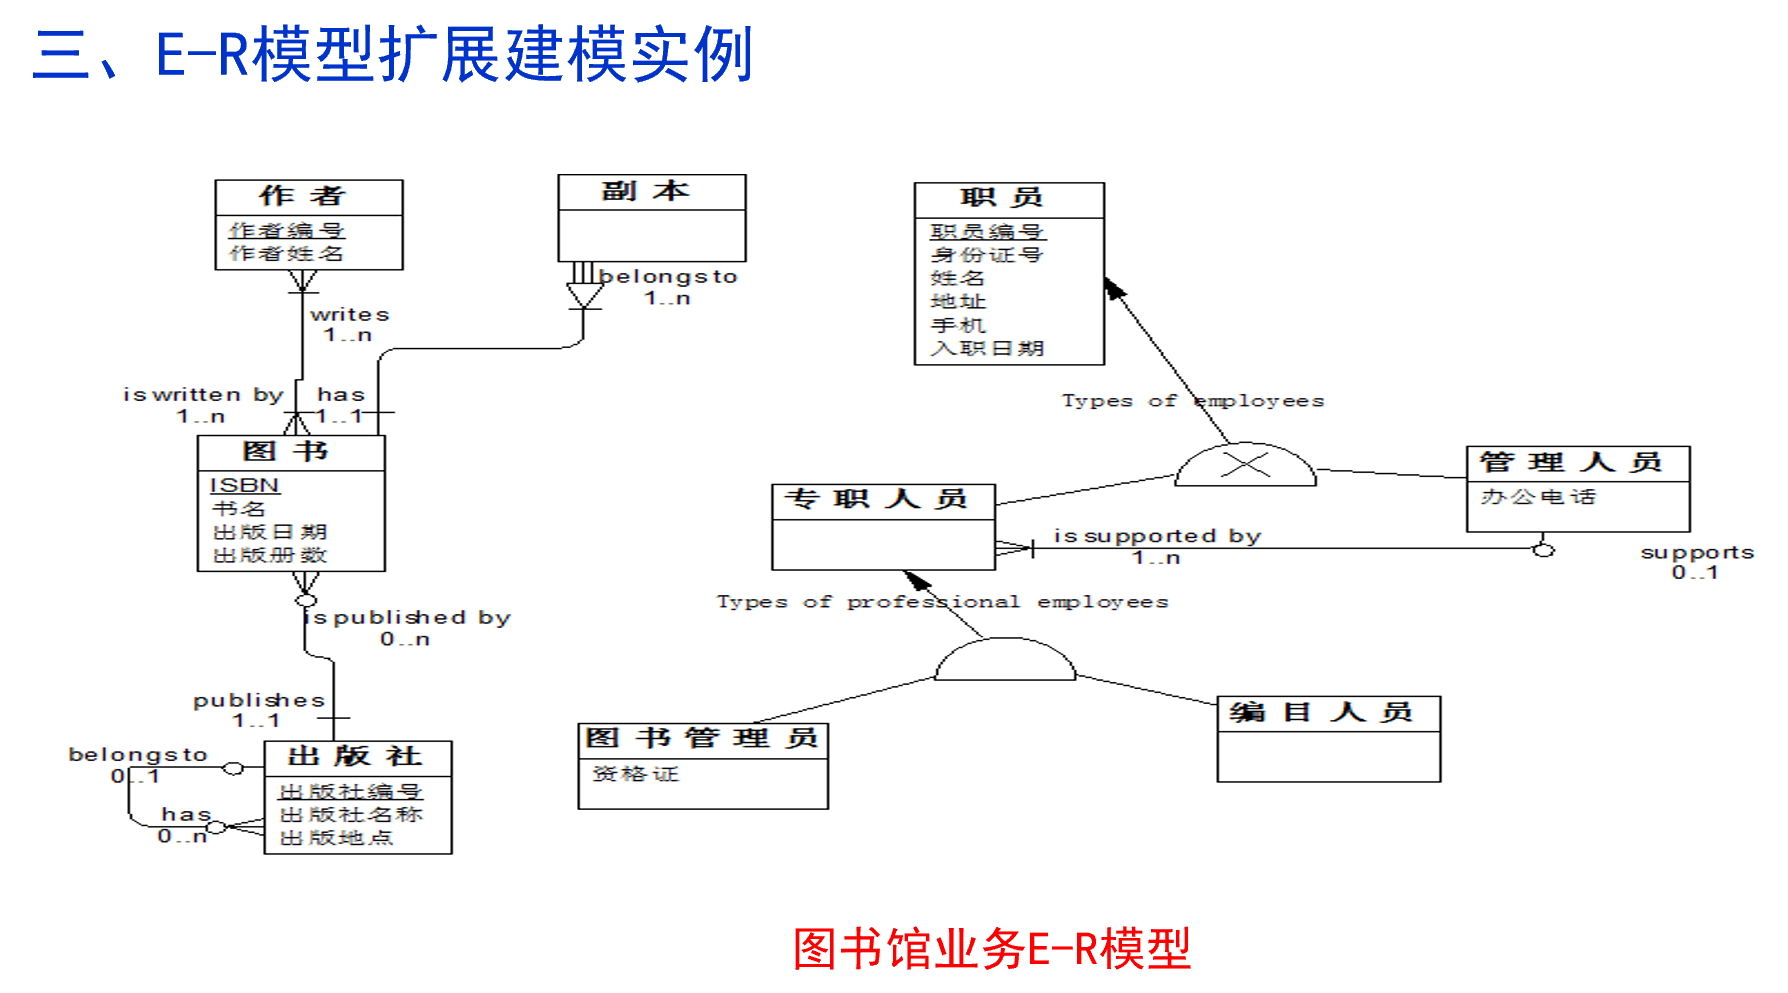 三、E-R模型扩展建模实例
作者
作者编号
作者姓名
副本
belongs to
1..n
writes
1..n
is written by
1..n
has
1..1
图书
ISBN
书名
出版日期
出版册数
is published by
0..n
publishes
1..1
belongs to
0..1
has
0..n
出版社
出版社编号
出版社名称
出版地点
职员
职员编号
身份证号
姓名
地址
手机
入职日期
Types of employees
专职人员
管理人员
办公电话
is supported by
1..n
supports
0..1
Types of professional employees
图书管理员
资格证
编目人员
图书馆业务E-R模型